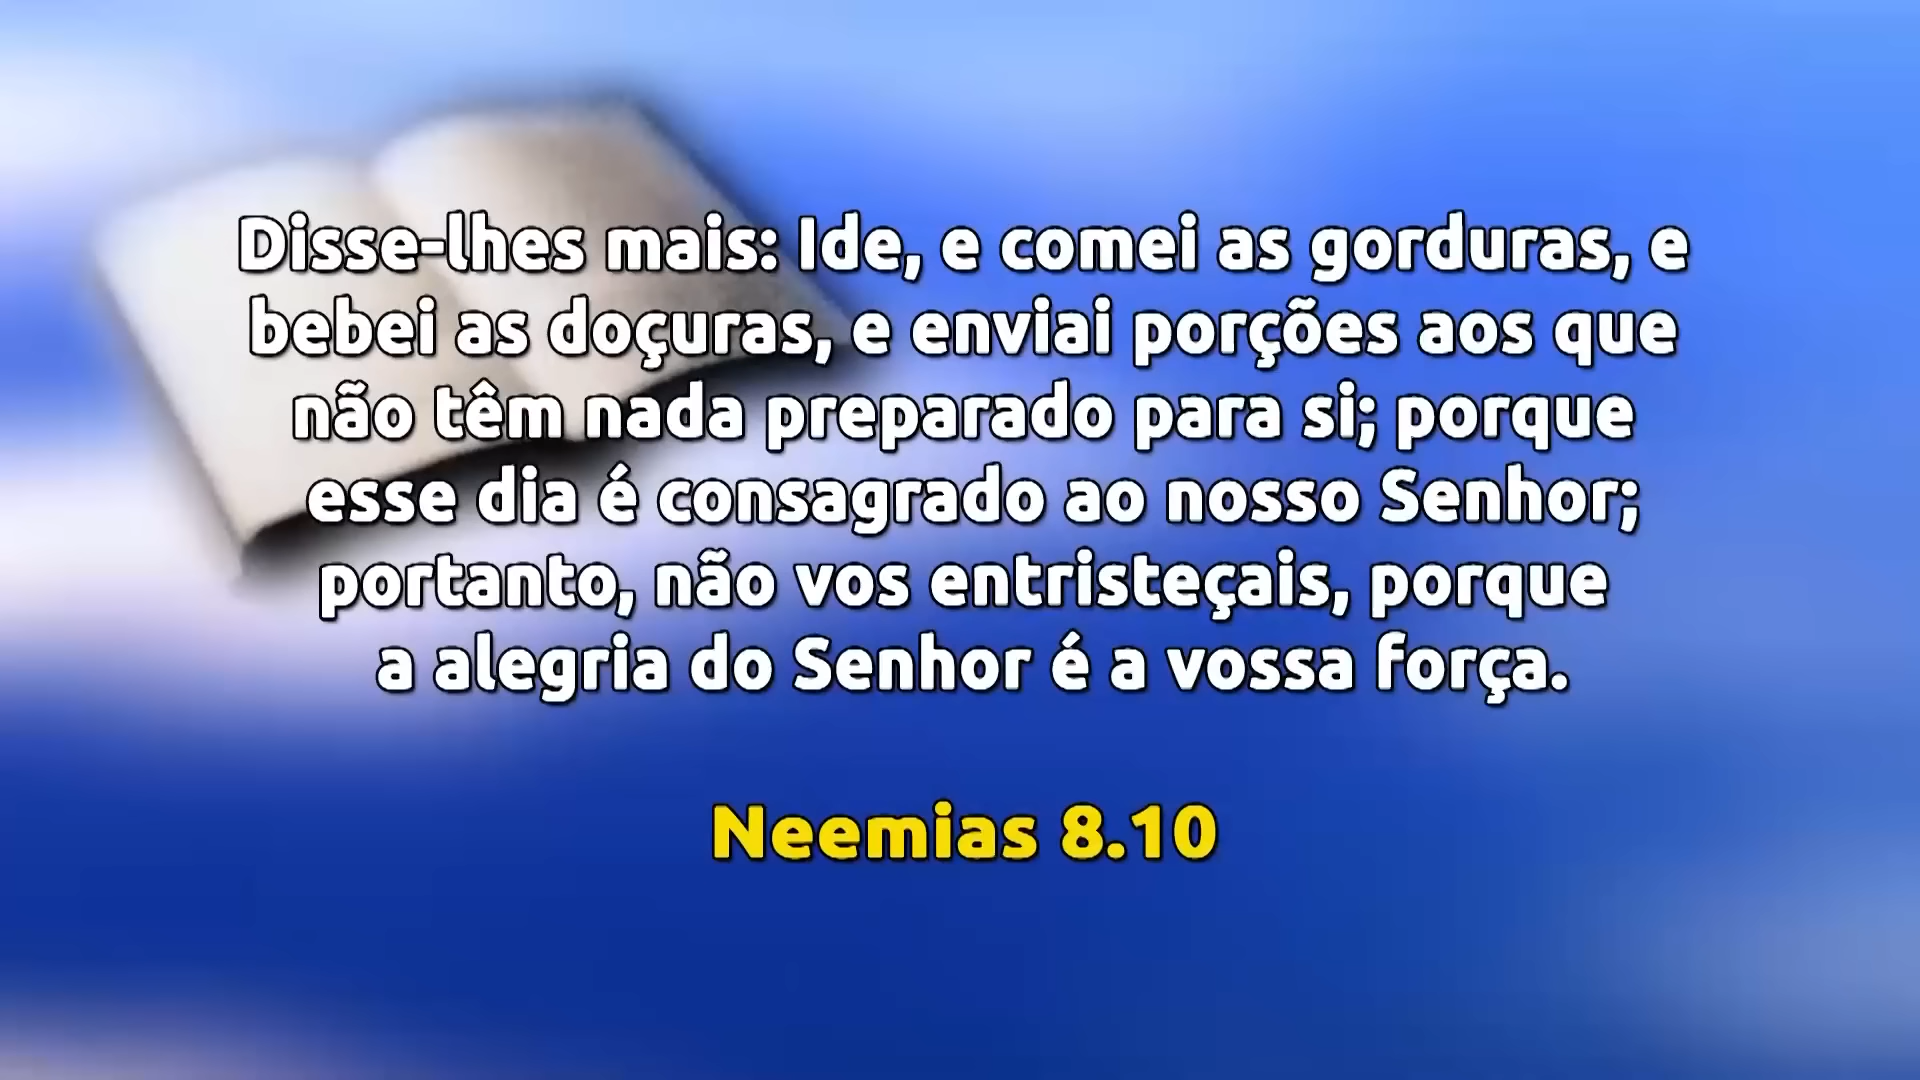 Disse-lhes mais: Ide, e comei as gorduras, e
bebei as doçuras, e enviai porções aos que
não têm nada preparado para si; porque
esse dia é consagrado ao nosso Senhor;
portanto, não vos entristeçais, porque
a alegria do Senhor é a vossa força.
Neemias 8.10